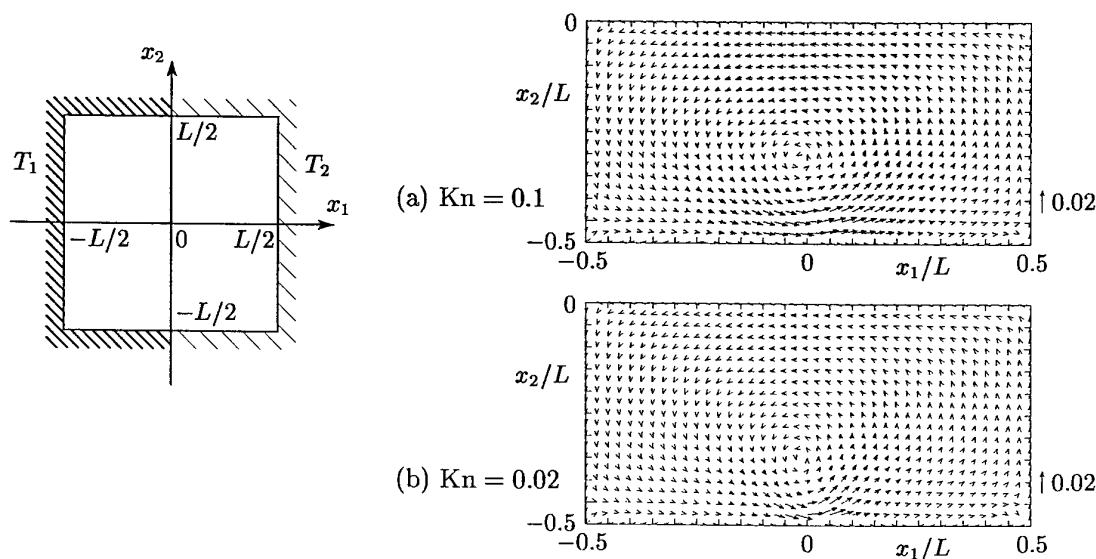 x₂
L/2
T₁
T₂
x₁
−L/2
0
L/2
−L/2
0
x₂/L
(a) Kn = 0.1
−0.5
−0.5
0
x₁/L
0.5
↑0.02
0
x₂/L
(b) Kn = 0.02
−0.5
−0.5
0
x₁/L
0.5
↑0.02